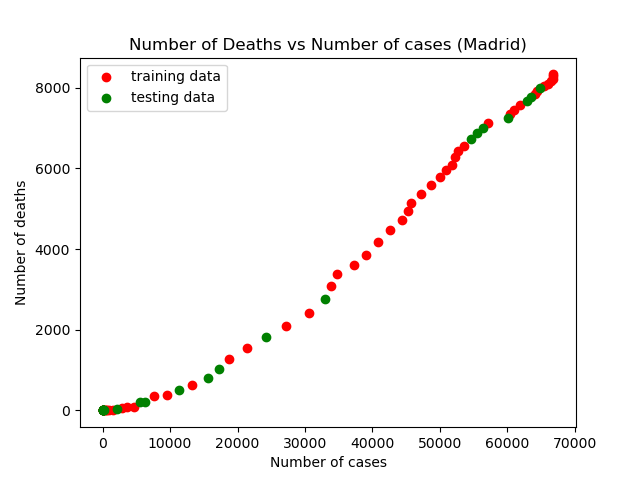 Number of Deaths vs Number of cases (Madrid)
training data
testing data
8000
6000
4000
2000
0
Number of deaths
0 10000 20000 30000 40000 50000 60000 70000
Number of cases